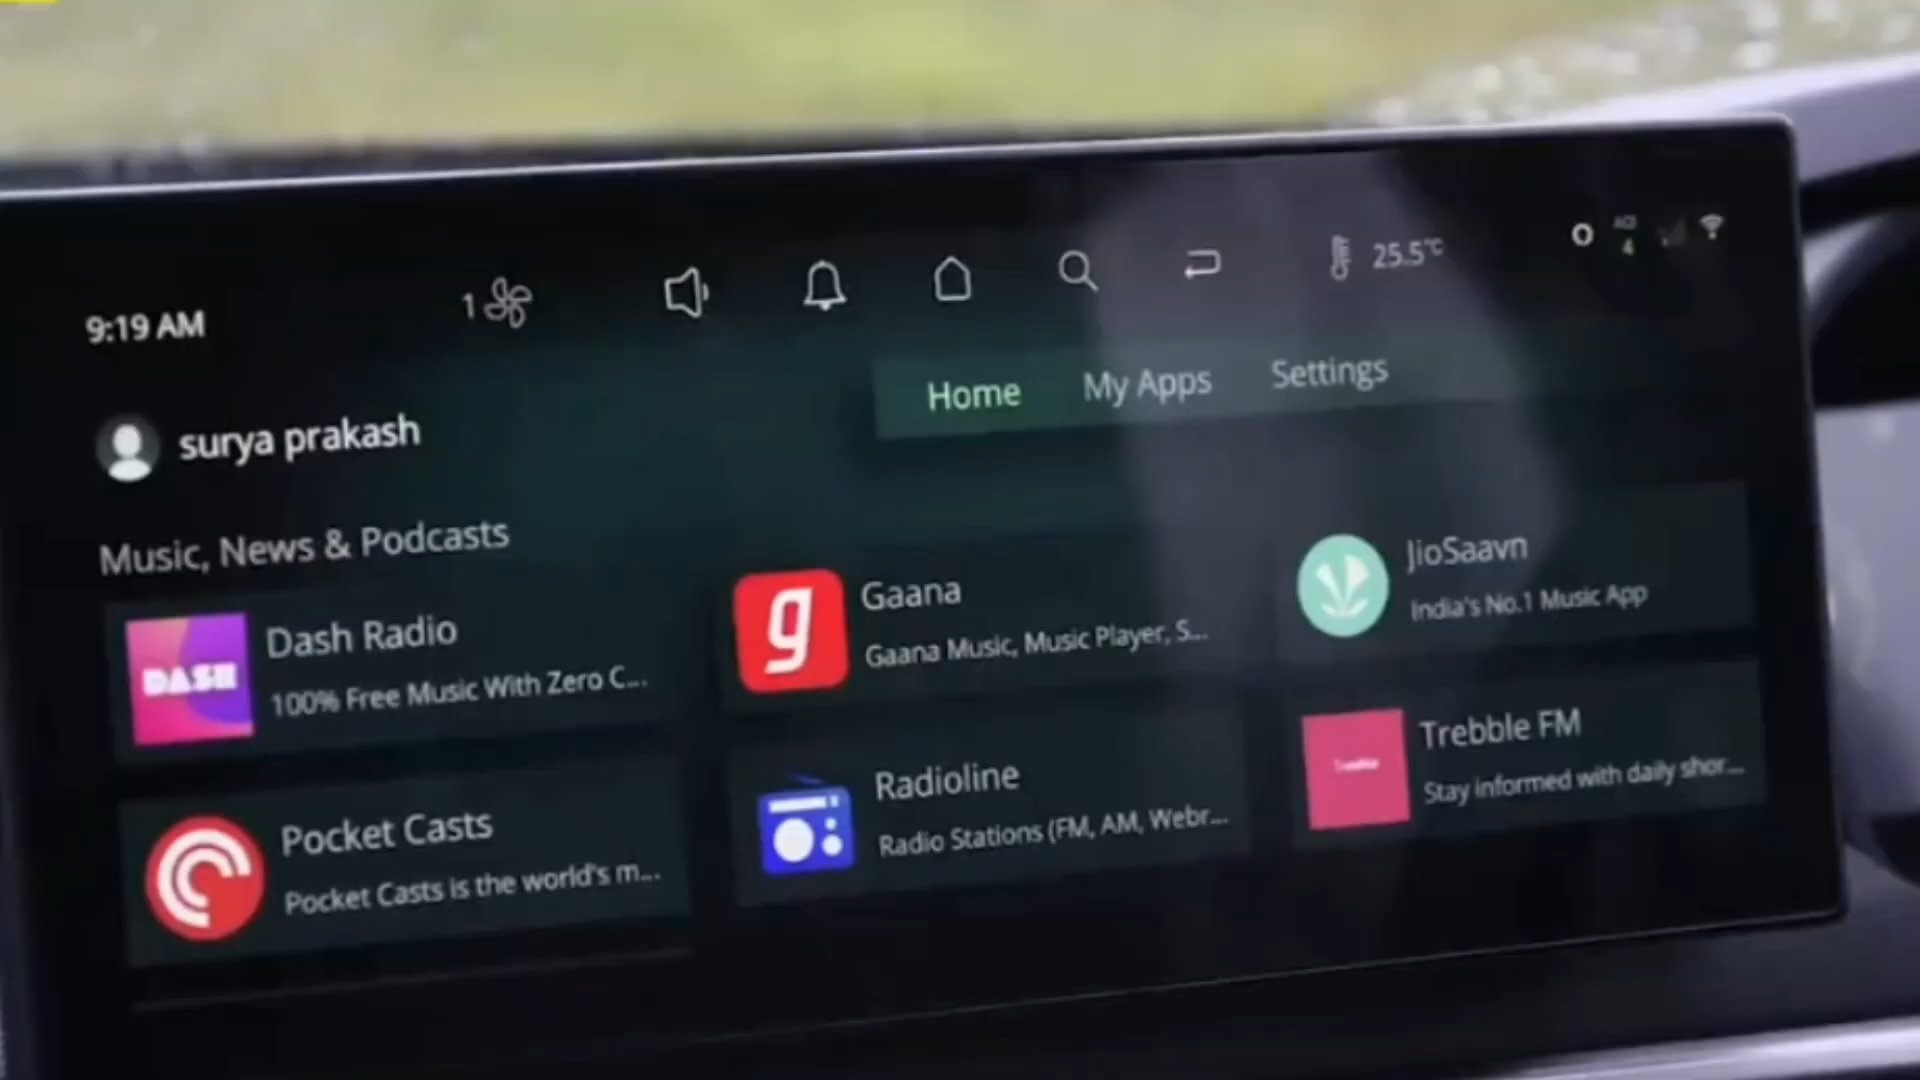 9:19 AM
1
25.5°C
4
surya prakash
Home
My Apps
Settings
Music, News & Podcasts
DASH
Dash Radio
100% Free Music With Zero C...
g
Gaana
Gaana Music, Music Player, S...
JioSaavn
India's No.1 Music App
Pocket Casts
Pocket Casts is the world's m...
Radioline
Radio Stations (FM, AM, Webr...
Trebble FM
Stay informed with daily shor...